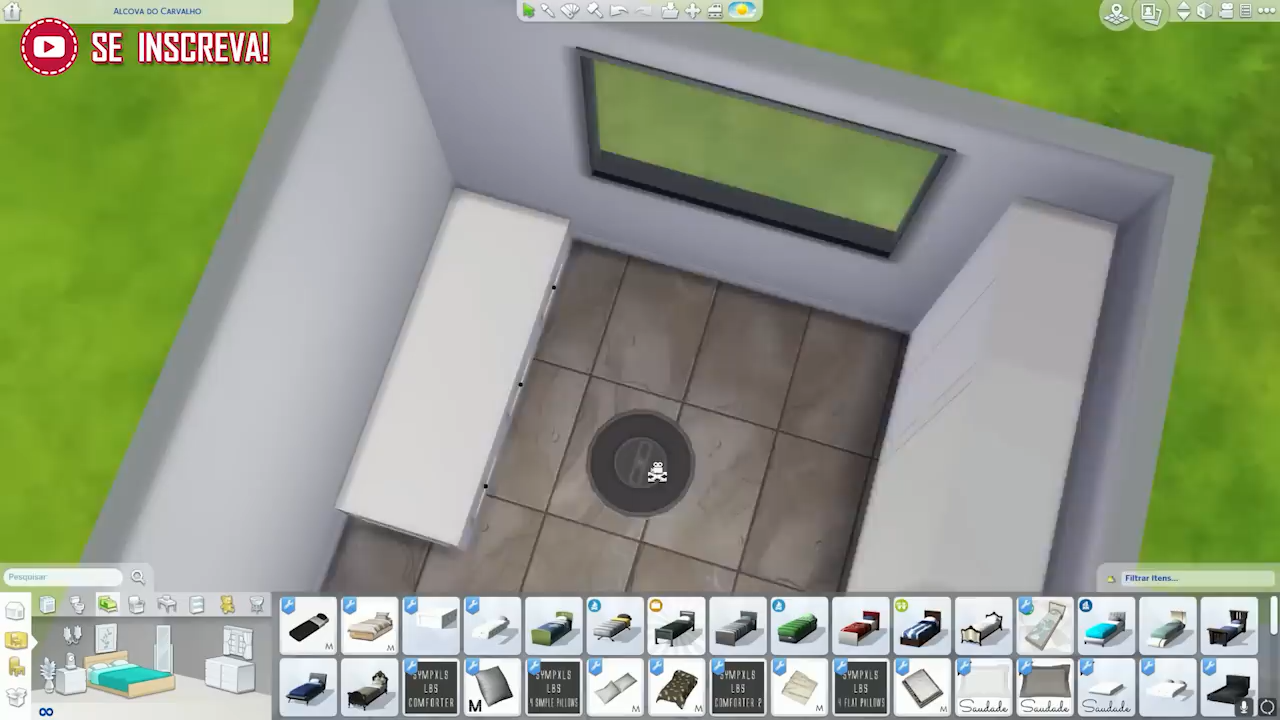 ALCOVA DO CARVALHO
SE INSCREVA!
Pesquisar
Filtrar Itens...
M
M
SYMPXLS
LBS
COMFORTER
M
SYMPXLS
LBS
4 SIMPLE PILLOWS
M
M
SYMPXLS
LBS
COMFORTER 2
M
SYMPXLS
LBS
4 FLAT PILLOWS
M
Saudade
Saudade
Saudade